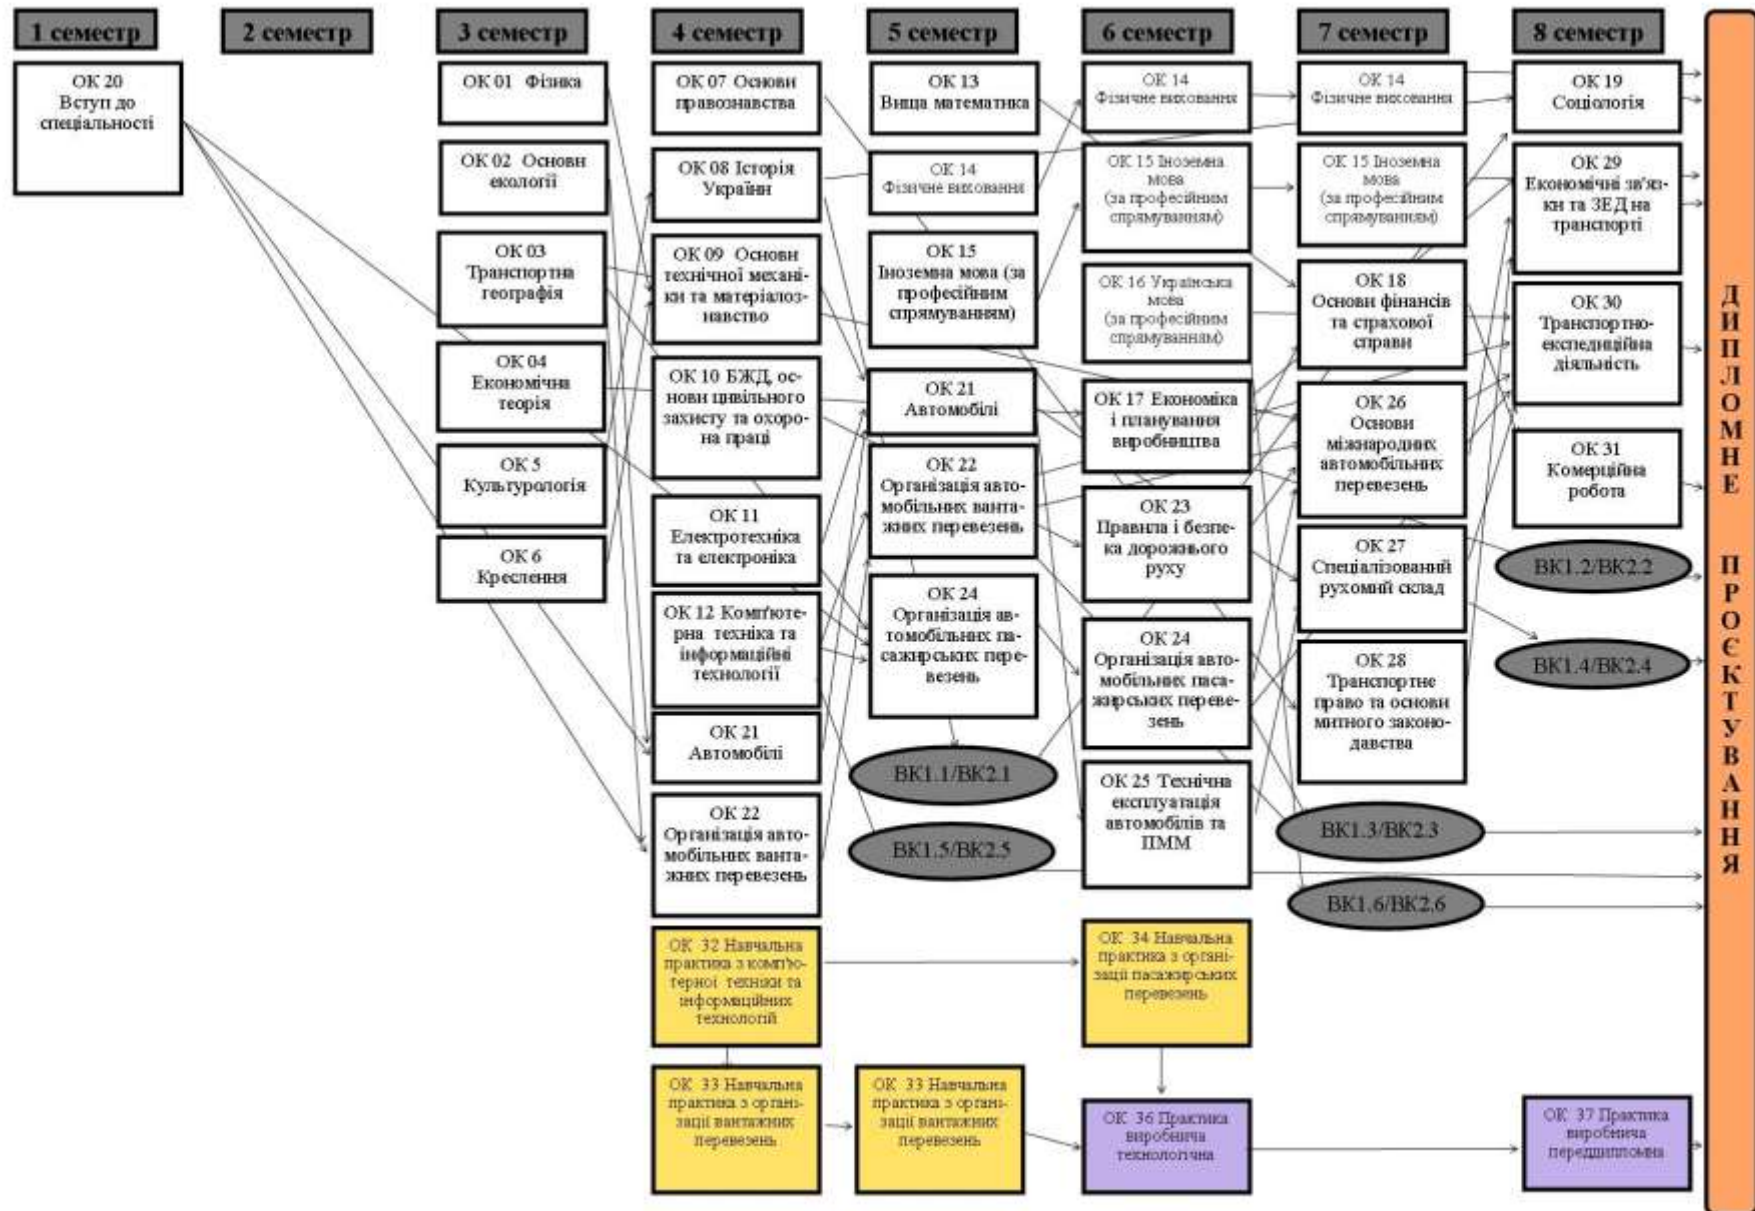 1 семестр
2 семестр
3 семестр
4 семестр
5 семестр
6 семестр
7 семестр
8 семестр
ОК 20
Вступ до
спеціальності
ОК 01 Фізика
ОК 02 Основи
екології
ОК 03
Транспортна
географія
ОК 04
Економічна
теорія
ОК 5
Культурологія
ОК 6
Креслення
ОК 07 Основи
правознавства
ОК 08 Історія
України
ОК 09 Основи
технічної механі-
ки та матеріалоз-
навство
ОК 10 БЖД, ос-
нови цивільного
захисту та охоро-
на праці
ОК 11
Електротехніка
та електроніка
ОК 12 Комп'юте-
рна техніка та
інформаційні
технології
ОК 21
Автомобілі
ОК 22
Організація авто-
мобільних ванта-
жних перевезень
ОК 32 Навчальна
практика з комп'ю-
терної техніки та
інформаційних
технологій
ОК 33 Навчальна
практика з органі-
зації вантажних
перевезень
ОК 13
Вища математика
ОК 14
Фізичне виховання
ОК 15
Іноземна мова (за
професійним
спрямуванням)
ОК 21
Автомобілі
ОК 22
Організація авто-
мобільних ванта-
жних перевезень
ОК 24
Організація ав-
томобільних па-
сажирських пере-
везень
ВК1.1/ВК2.1
ВК1.5/ВК2.5
ОК 33 Навчальна
практика з органі-
зації вантажних
перевезень
ОК 14
Фізичне виховання
ОК 15 Іноземна
мова
(за професійним
спрямуванням)
ОК 16 Українська
мова
(за професійним
спрямуванням)
ОК 17 Економіка
і планування
виробництва
ОК 23
Правила і безпе-
ка дорожнього
руху
ОК 24
Організація авто-
мобільних паса-
жирських переве-
зень
ОК 25 Технічна
експлуатація
автомобілів та
ПММ
ОК 34 Навчальна
практика з органі-
зації пасажирських
перевезень
ОК 36 Практика
виробнича
технологічна
ОК 14
Фізичне виховання
ОК 15 Іноземна
мова
(за професійним
спрямуванням)
ОК 18
Основи фінансів
та страхової
справи
ОК 26
Основи
міжнародних
автомобільних
перевезень
ОК 27
Спеціалізований
рухомий склад
ОК 28
Транспортне
право та основи
митного законо-
давства
ВК1.3/ВК2.3
ВК1.6/ВК2.6
ОК 19
Соціологія
ОК 29
Економічні зв'яз-
ки та ЗЕД на
транспорті
ОК 30
Транспортно-
експедиційна
діяльність
ОК 31
Комерційна
робота
ВК1.2/ВК2.2
ВК1.4/ВК2.4
ОК 37 Практика
виробнича
переддипломна
ДИПЛОМНЕ ПРОЄКТУВАННЯ